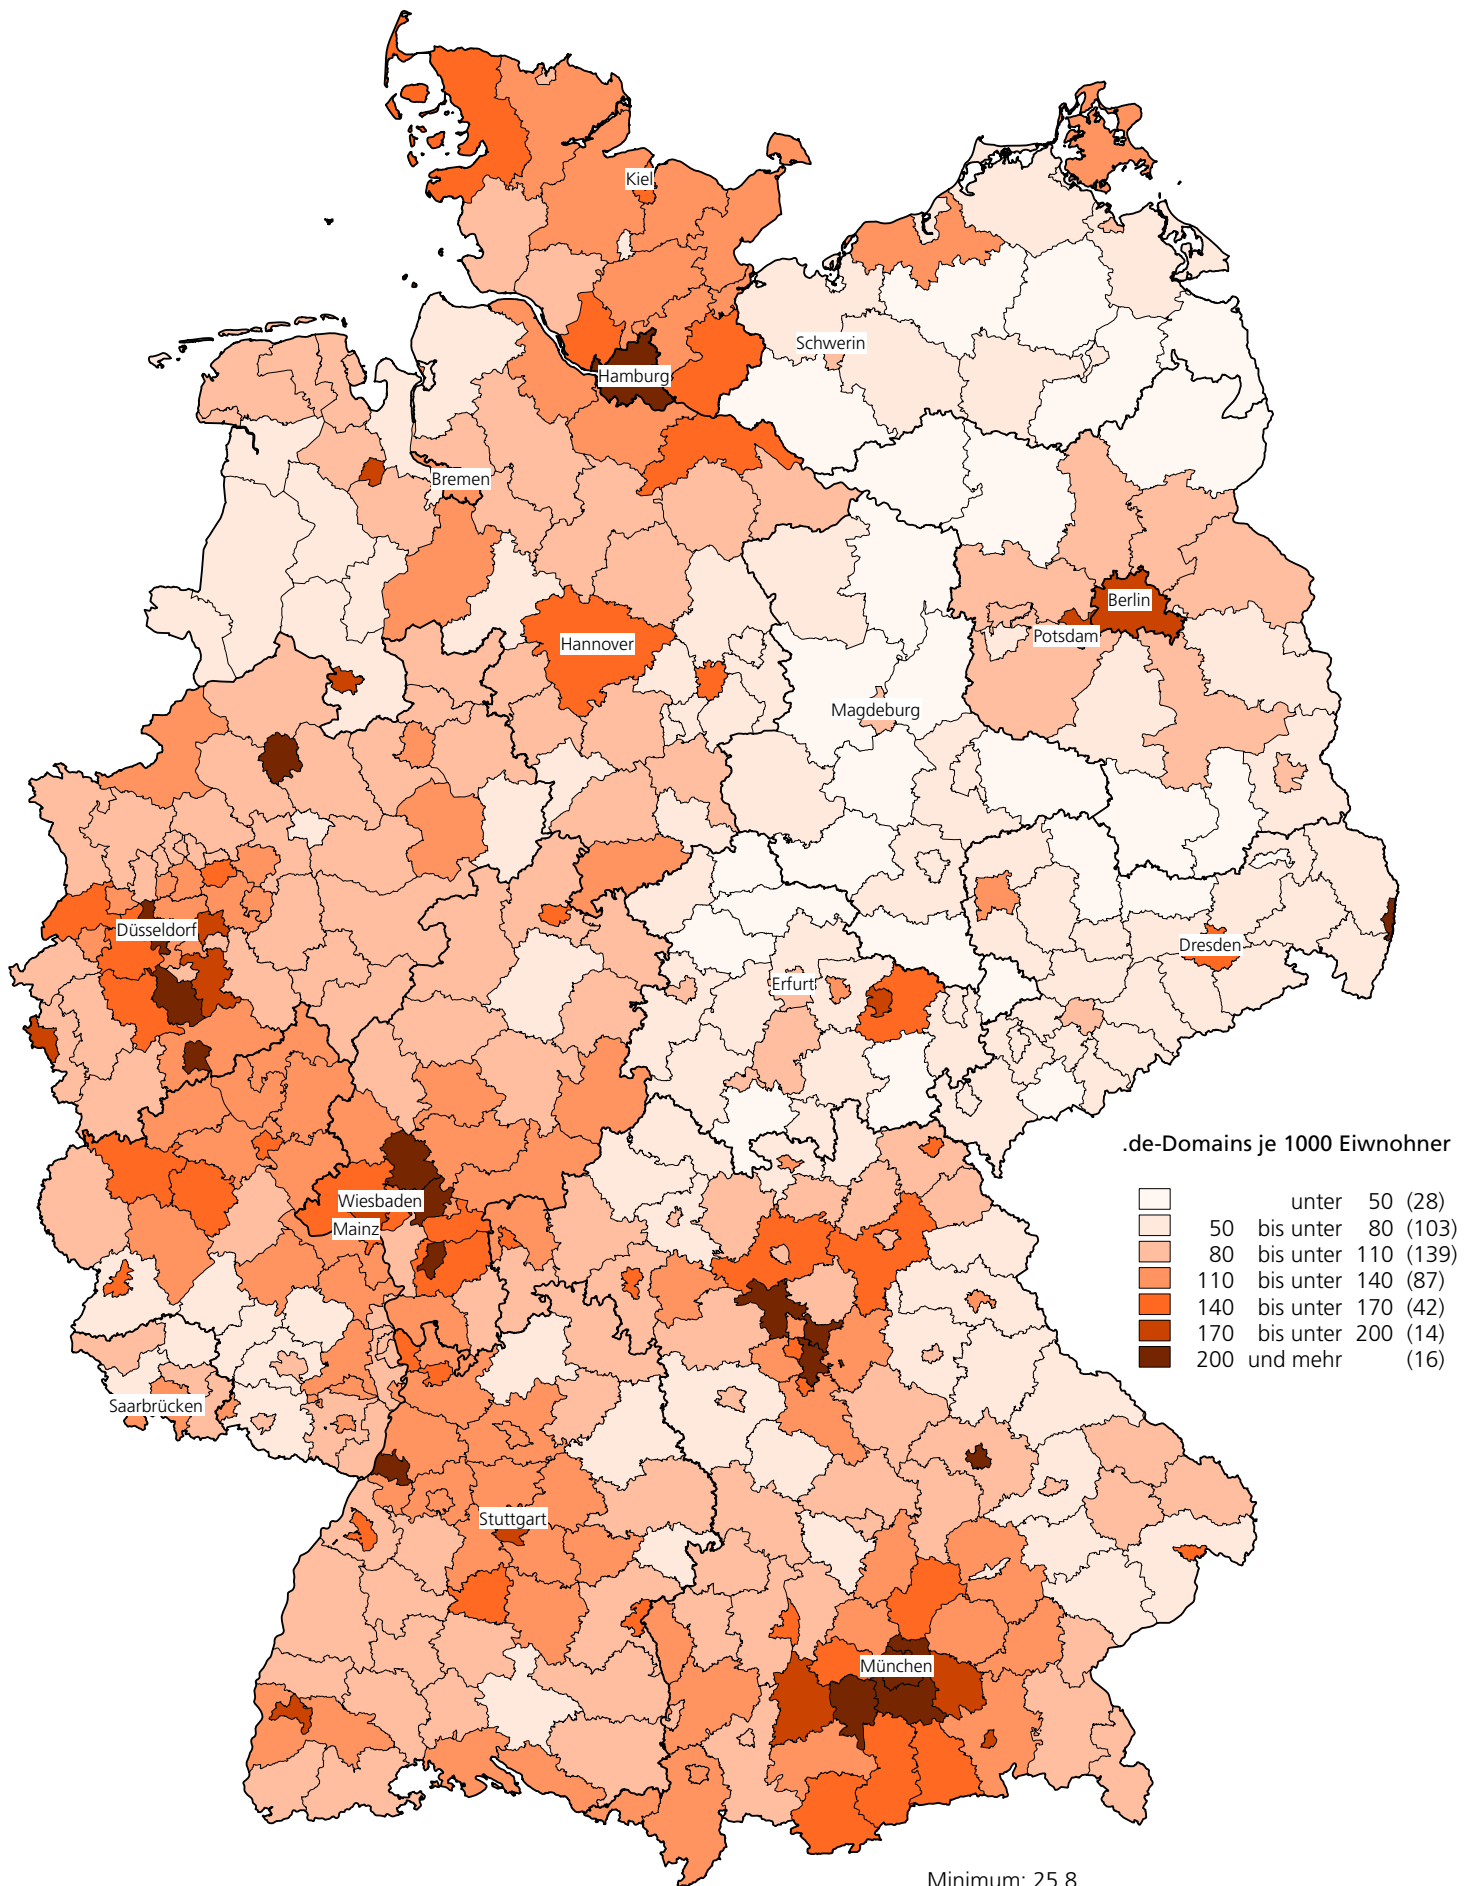 Kiel
Schwerin
Hamburg
Bremen
Berlin
Potsdam
Hannover
Magdeburg
Düsseldorf
Dresden
Erfurt
.de-Domains je 1000 Eiwnohner
unter 50 (28)
50 bis unter 80 (103)
80 bis unter 110 (139)
110 bis unter 140 (87)
140 bis unter 170 (42)
170 bis unter 200 (14)
200 und mehr (16)
Wiesbaden
Mainz
Saarbrücken
Stuttgart
München
Minimum: 25,8